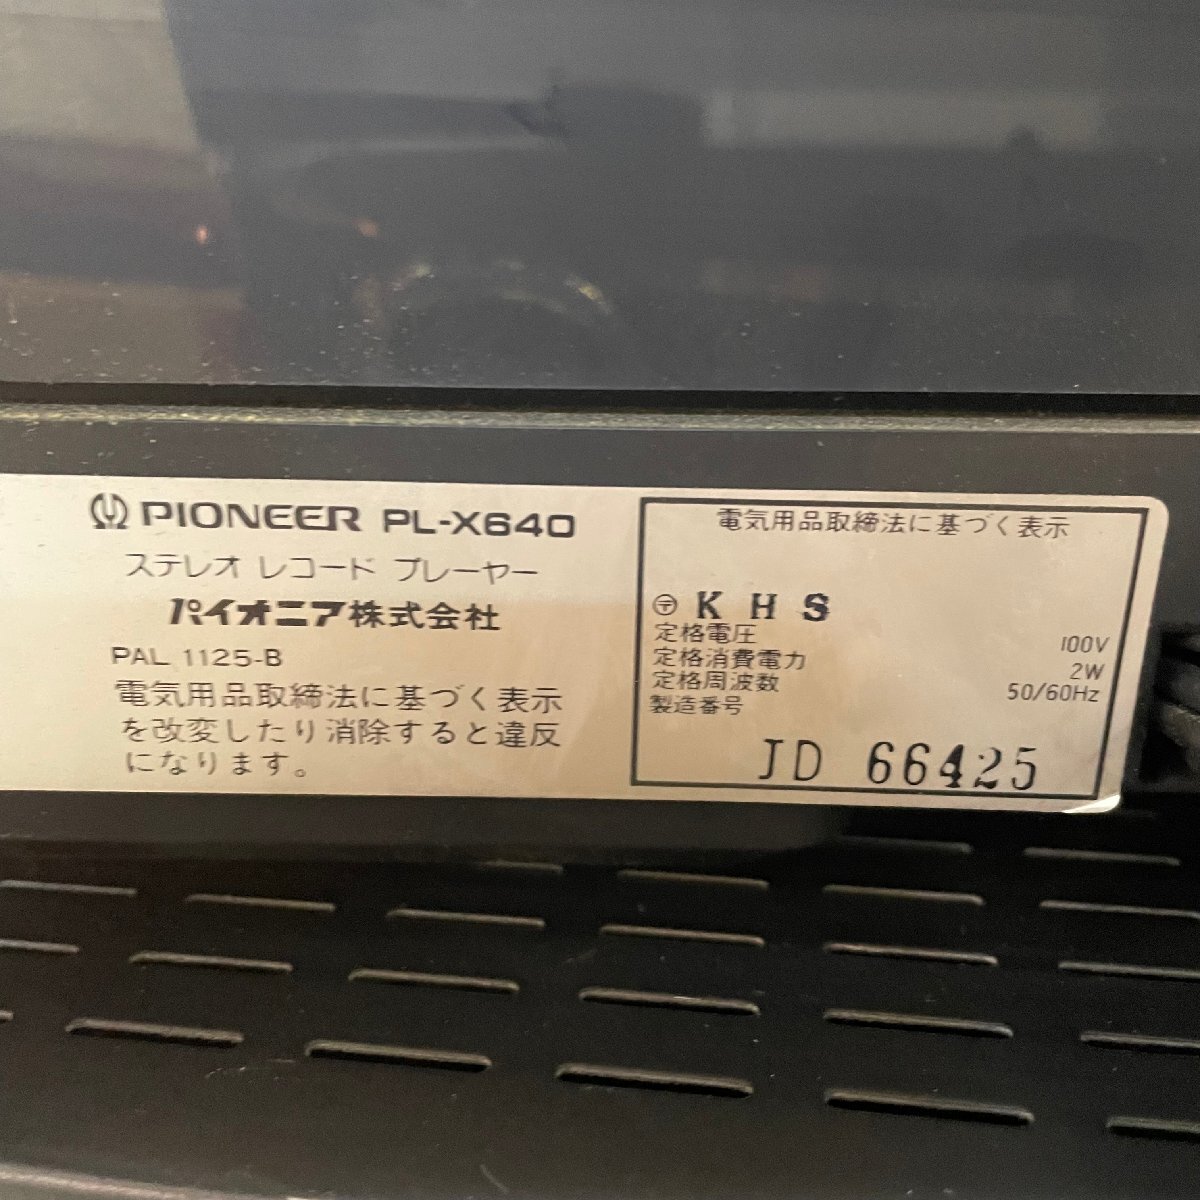 PIONEER PL-X640
ステレオ レコード プレーヤー
パイオニア株式会社
PAL 1125-B
電気用品取締法に基づく表示
を改変したり消除すると違反
になります。
電気用品取締法に基づく表示
〒 K H S
定格電圧 100V
定格消費電力 2W
定格周波数 50/60Hz
製造番号
JD 66425